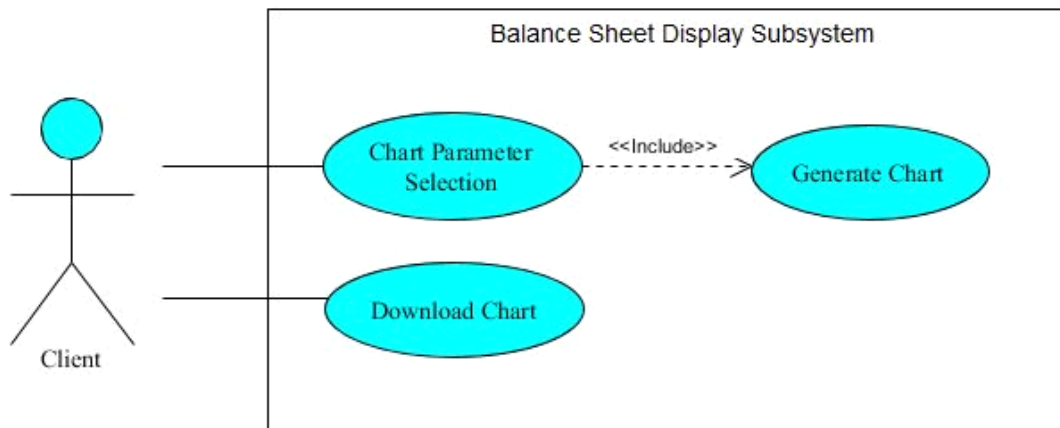 Balance Sheet Display Subsystem
Chart Parameter
Selection
<<Include>>
Generate Chart
Download Chart
Client